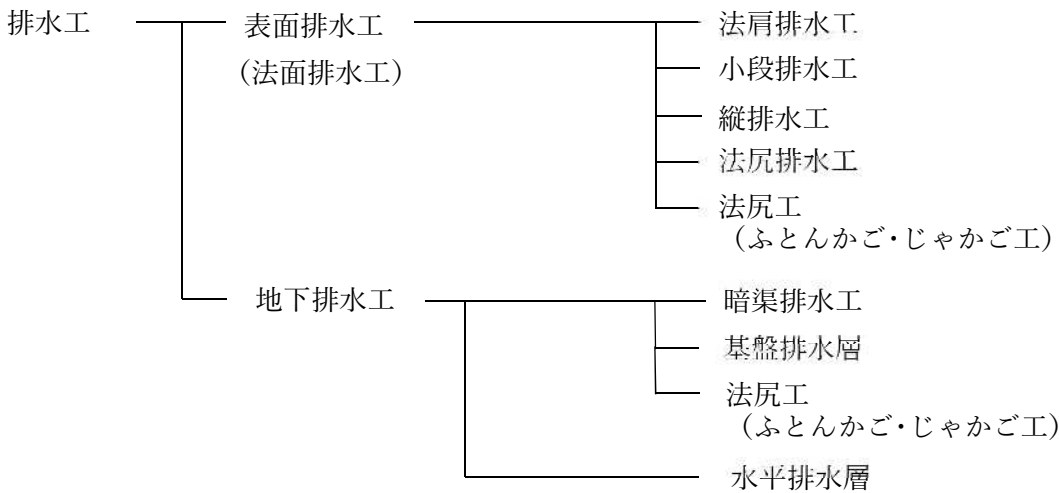 排水工
表面排水工
（法面排水工）
法肩排水工
小段排水工
縦排水工
法尻排水工
法尻工
（ふとんかご・じゃかご工）
地下排水工
暗渠排水工
基盤排水層
法尻工
（ふとんかご・じゃかご工）
水平排水層